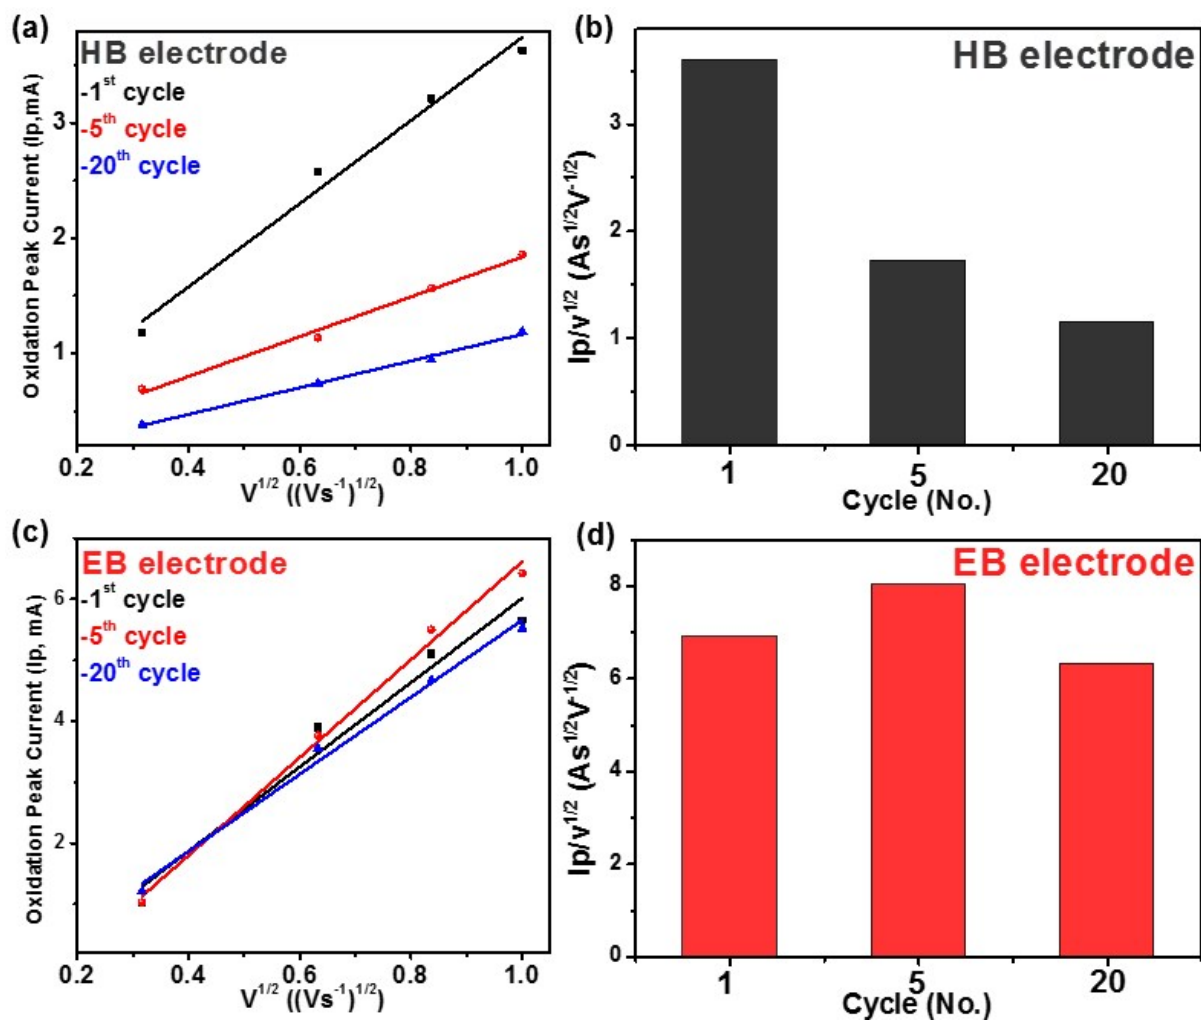 (a)
HB electrode
-1st cycle
-5th cycle
-20th cycle
Oxidation Peak Current (Ip,mA)
3
2
1
0.2 0.4 0.6 0.8 1.0
V1/2 ((Vs-1)1/2)
(b)
HB electrode
Ip/v1/2 (As1/2V-1/2)
3
2
1
0
1 5 20
Cycle (No.)
(c)
EB electrode
-1st cycle
-5th cycle
-20th cycle
Oxidation Peak Current (Ip, mA)
6
4
2
0.2 0.4 0.6 0.8 1.0
V1/2 ((Vs-1)1/2)
(d)
EB electrode
Ip/v1/2 (As1/2V-1/2)
8
6
4
2
0
1 5 20
Cycle (No.)